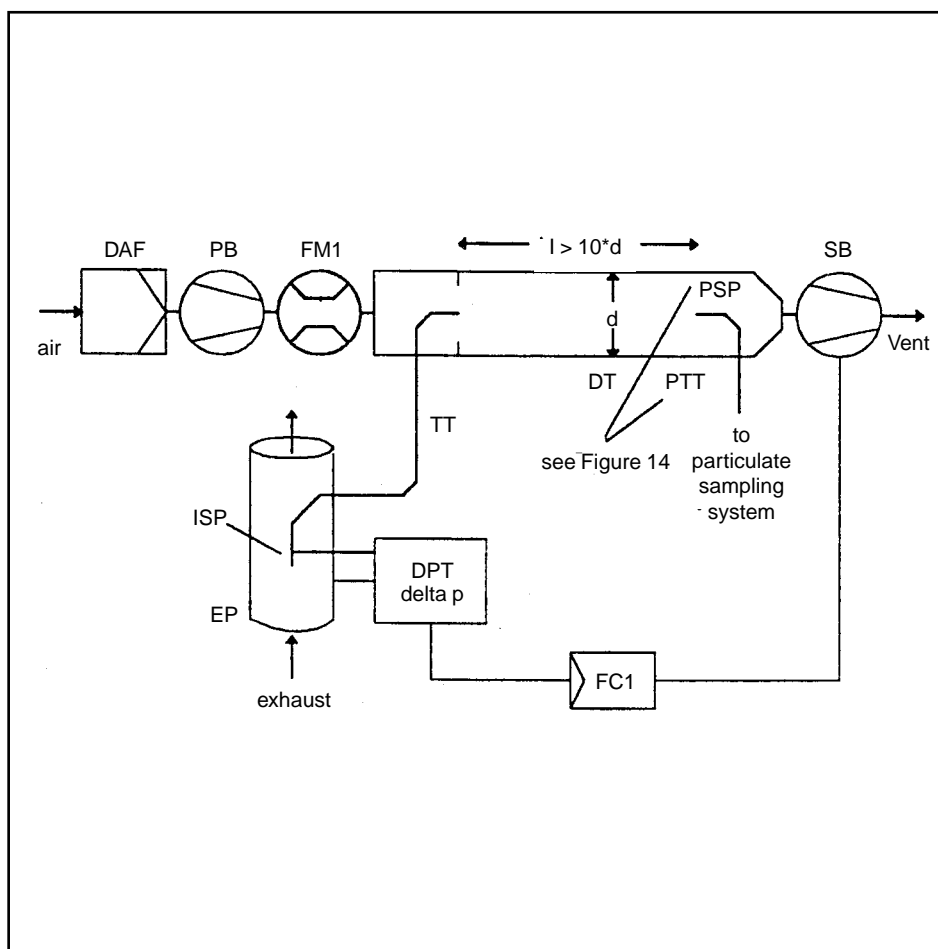 l > 10*d
DAF
PB
FM1
SB
PSP
d
air
Vent
DT
PTT
TT
see Figure 14
to
particulate
sampling
system
ISP
DPT
delta p
EP
FC1
exhaust